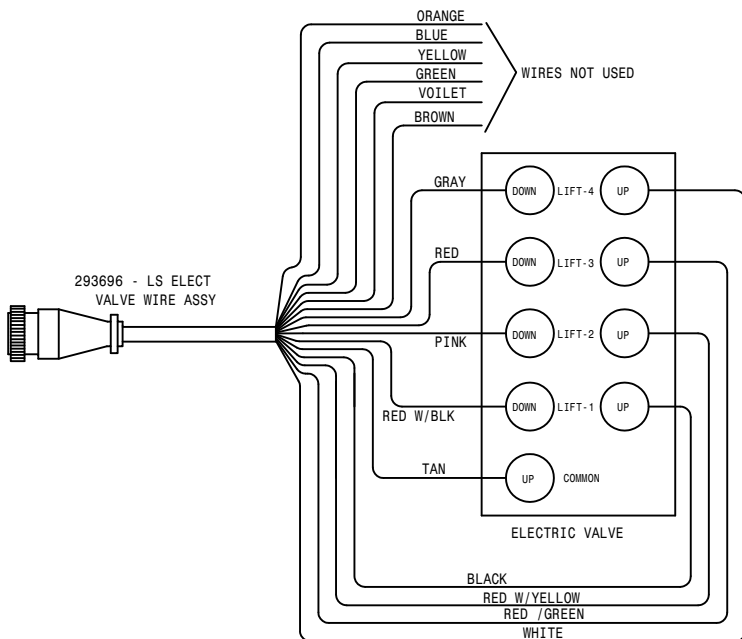 ORANGE
BLUE
YELLOW
GREEN
VOILET
BROWN
WIRES NOT USED
GRAY
DOWN LIFT-4 UP
RED
DOWN LIFT-3 UP
293696 - LS ELECT
VALVE WIRE ASSY
PINK
DOWN LIFT-2 UP
RED W/BLK
DOWN LIFT-1 UP
TAN
UP COMMON
ELECTRIC VALVE
BLACK
RED W/YELLOW
RED /GREEN
WHITE